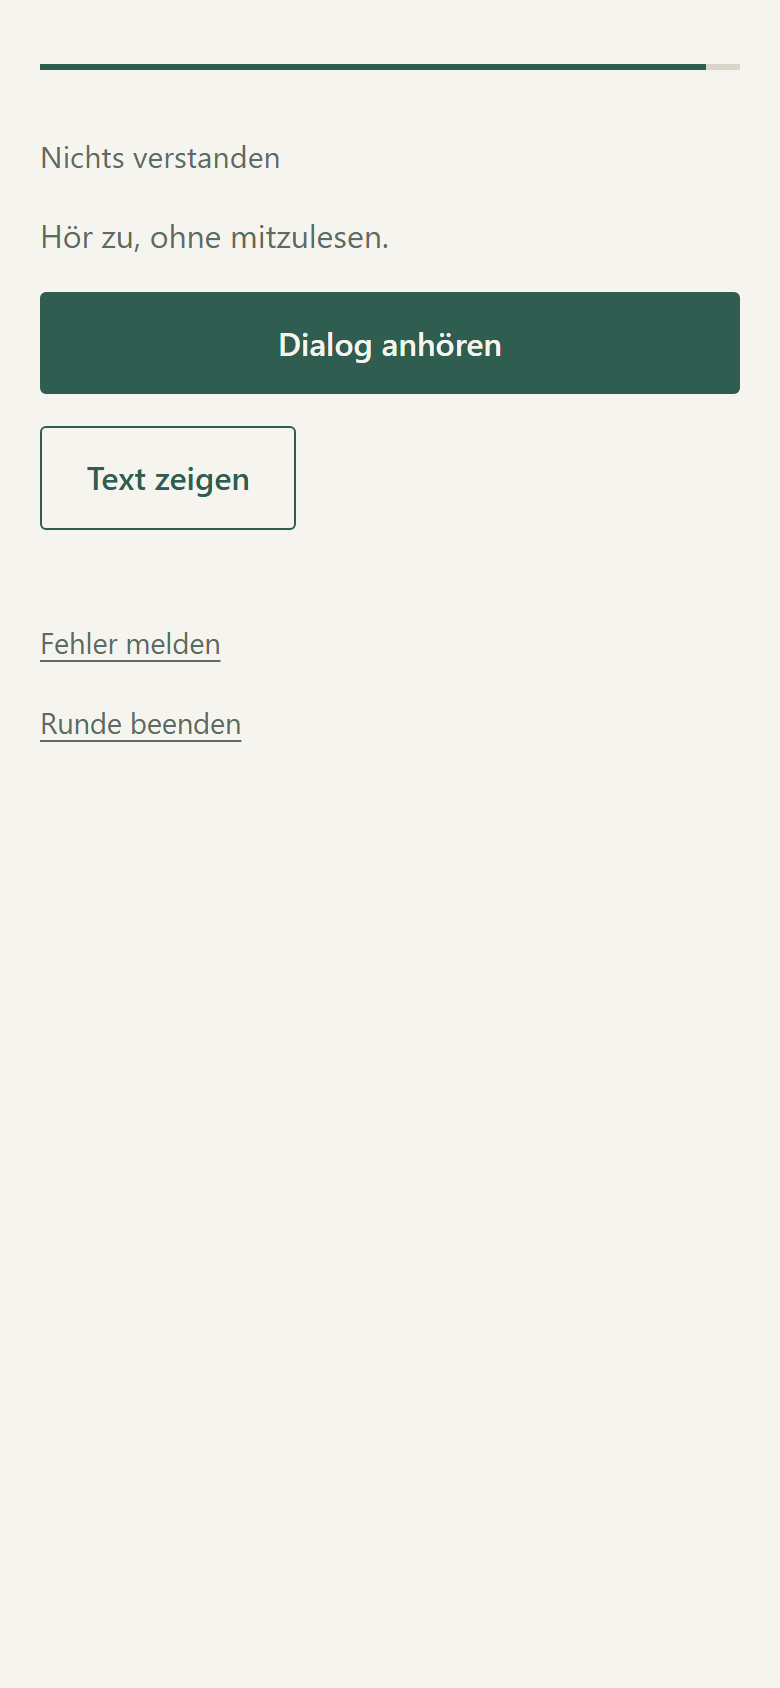 Nichts verstanden
Hör zu, ohne mitzulesen.
Dialog anhören
Text zeigen
Fehler melden
Runde beenden